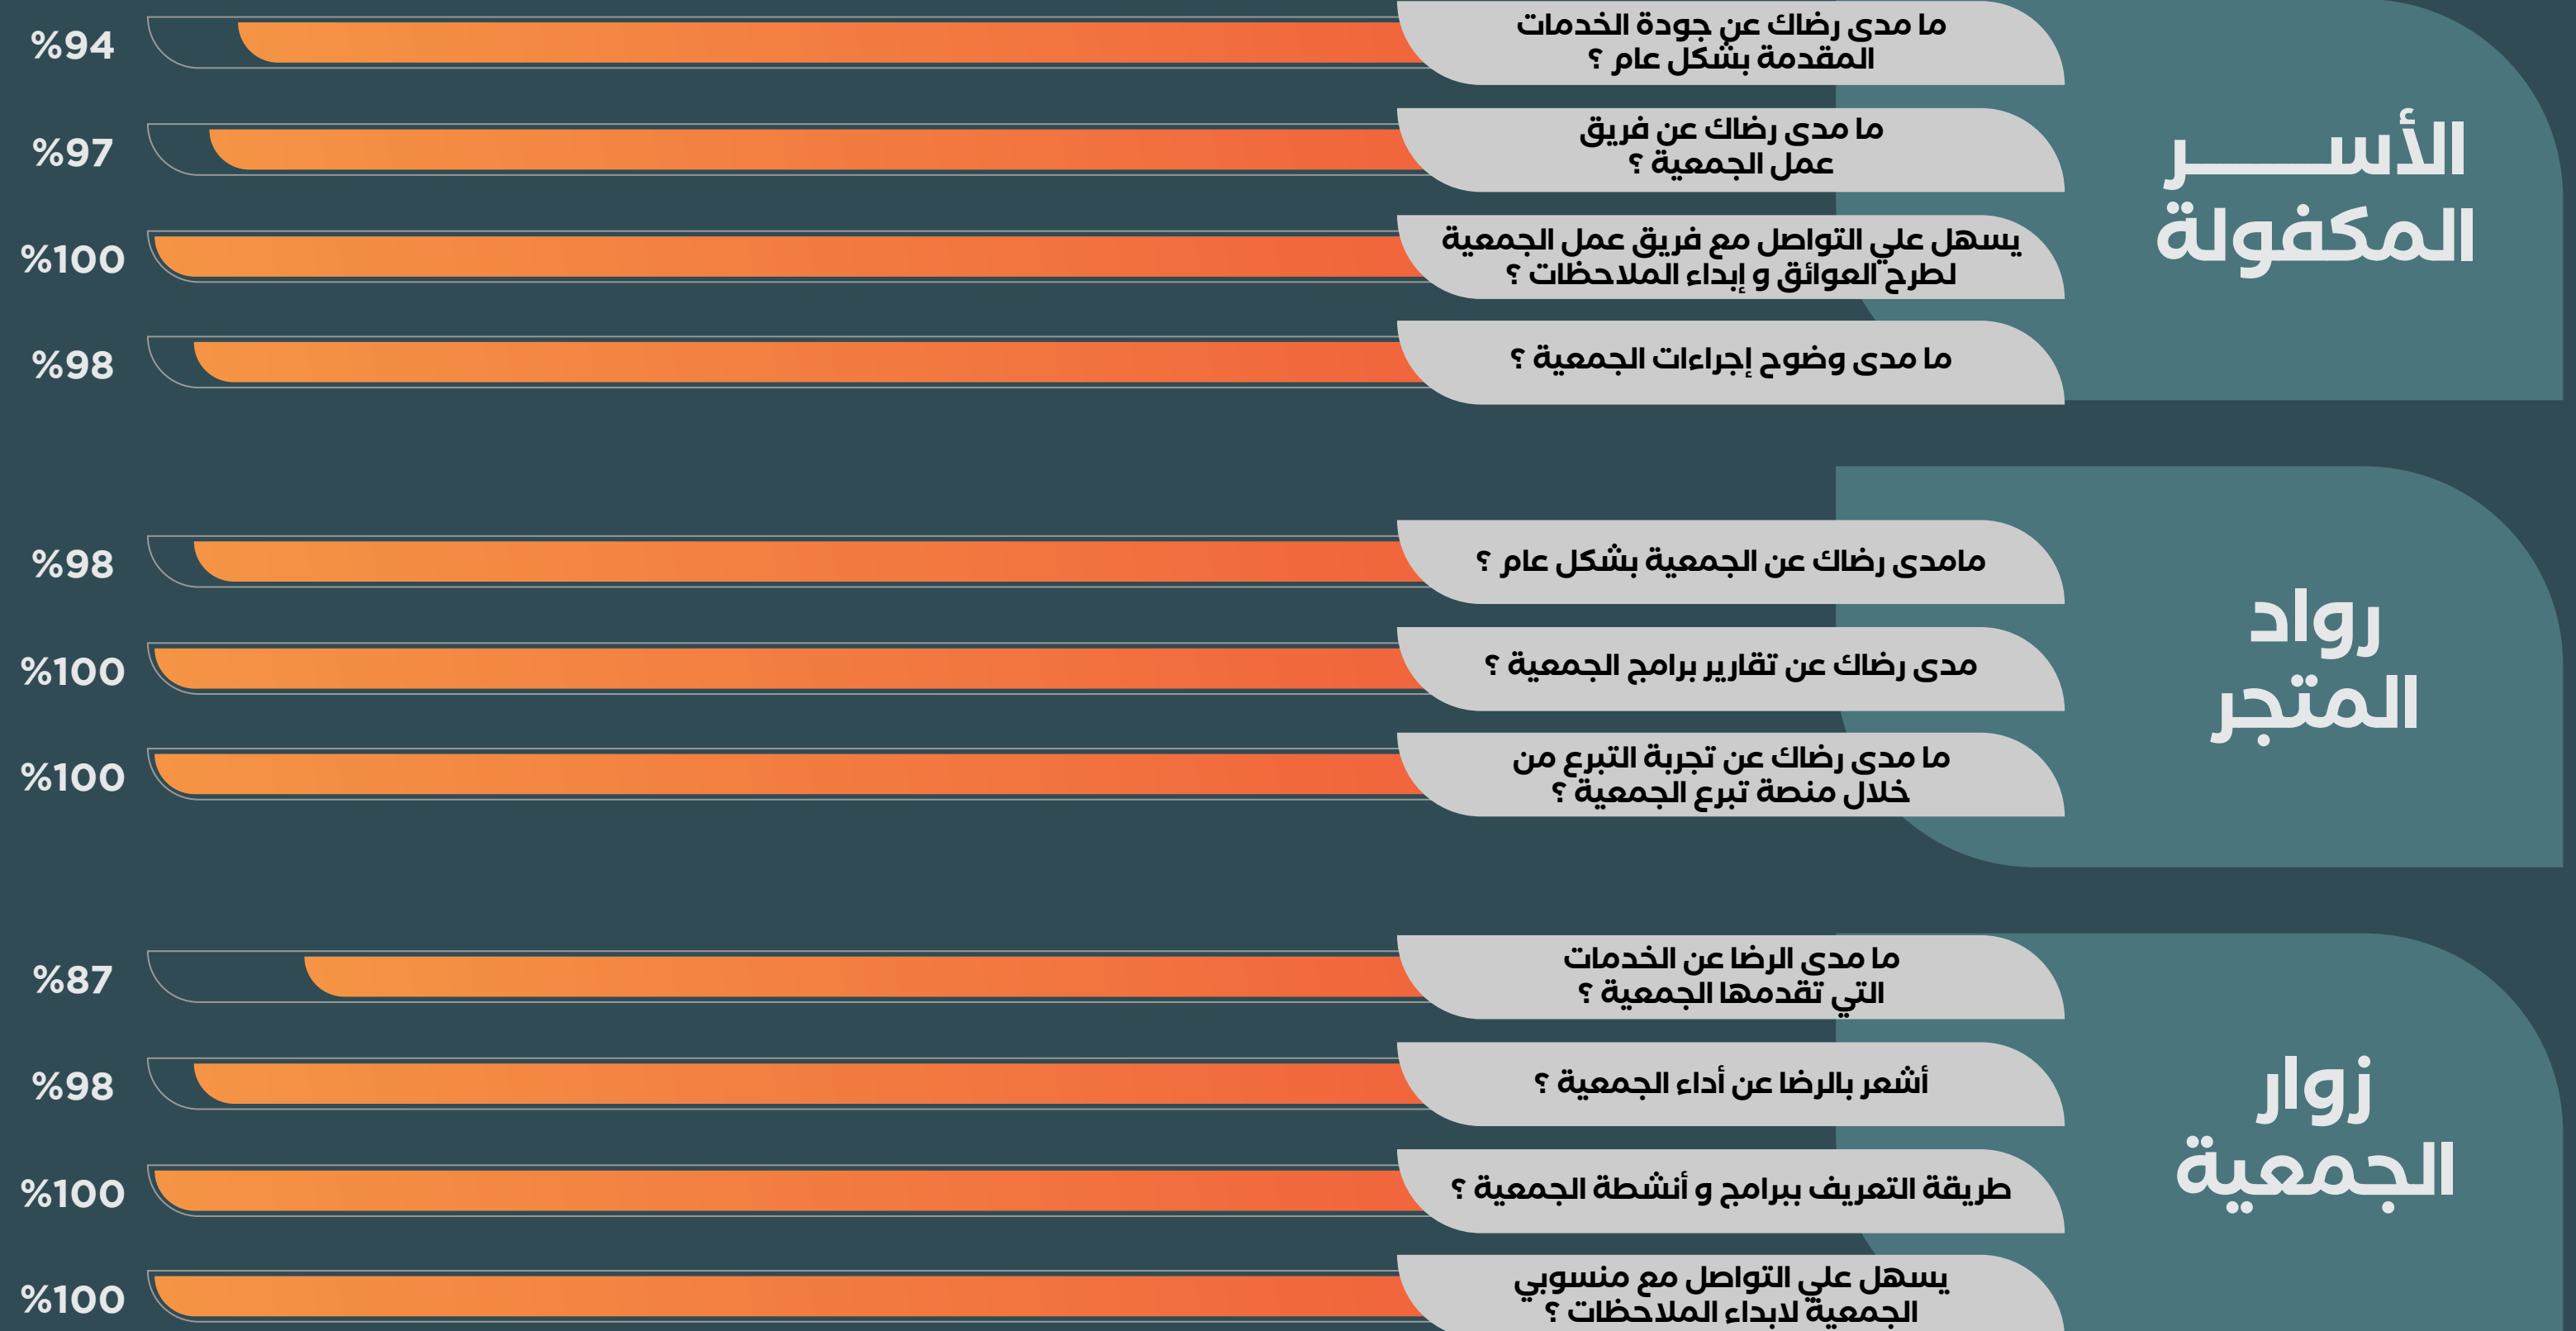 الأســـــر
المكفولة
ما مدى رضاك عن جودة الخدمات
المقدمة بشكل عام ؟
%94
ما مدى رضاك عن فريق
عمل الجمعية ؟
%97
يسهل علي التواصل مع فريق عمل الجمعية
لطرح العوائق و إبداء الملاحظات ؟
%100
ما مدى وضوح إجراءات الجمعية ؟
%98
رواد
المتجر
مامدى رضاك عن الجمعية بشكل عام ؟
%98
مدى رضاك عن تقارير برامج الجمعية ؟
%100
ما مدى رضاك عن تجربة التبرع من
خلال منصة تبرع الجمعية ؟
%100
زوار
الجمعية
ما مدى الرضا عن الخدمات
التي تقدمها الجمعية ؟
%87
أشعر بالرضا عن أداء الجمعية ؟
%98
طريقة التعريف ببرامج و أنشطة الجمعية ؟
%100
يسهل علي التواصل مع منسوبي
الجمعية لابداء الملاحظات ؟
%100